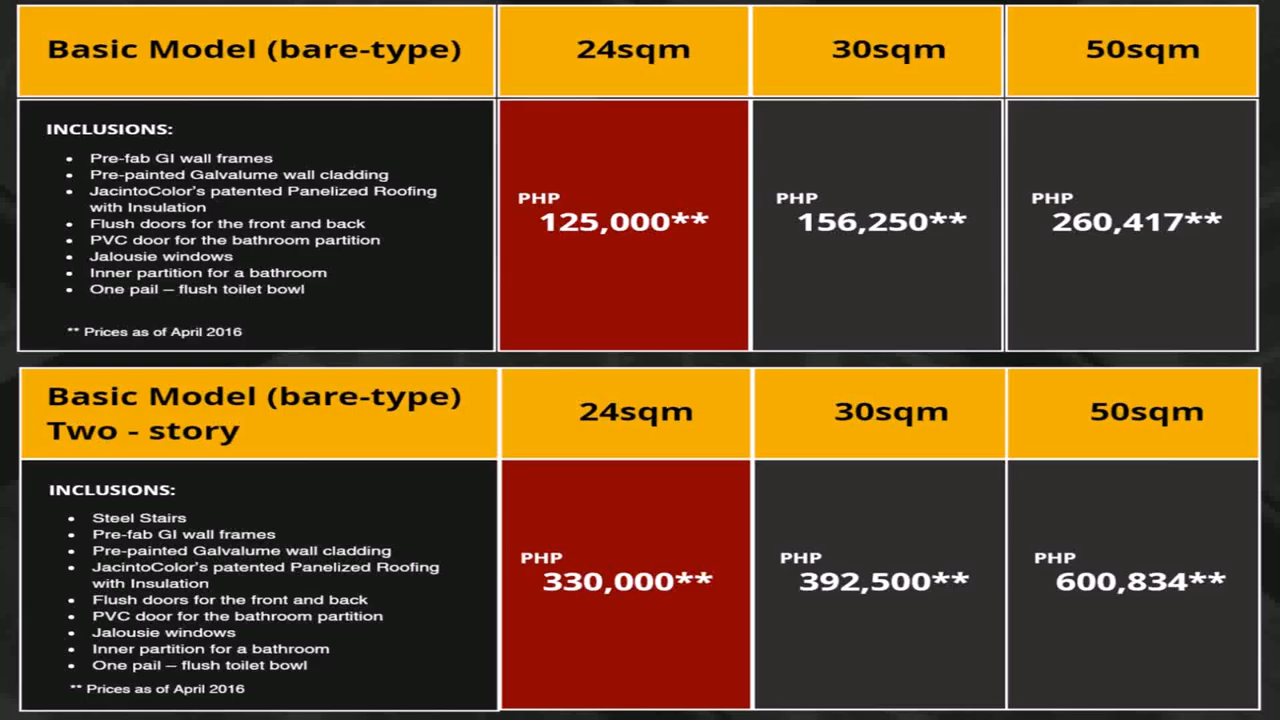 Basic Model (bare-type) 24sqm 30sqm 50sqm
INCLUSIONS:
• Pre-fab GI wall frames
• Pre-painted Galvalume wall cladding
• JacintoColor's patented Panelized Roofing
with Insulation
• Flush doors for the front and back
• PVC door for the bathroom partition
• Jalousie windows
• Inner partition for a bathroom
• One pail – flush toilet bowl
** Prices as of April 2016
PHP
125,000**
PHP
156,250**
PHP
260,417**
Basic Model (bare-type)
Two - story
24sqm 30sqm 50sqm
INCLUSIONS:
• Steel Stairs
• Pre-fab GI wall frames
• Pre-painted Galvalume wall cladding
• JacintoColor's patented Panelized Roofing
with Insulation
• Flush doors for the front and back
• PVC door for the bathroom partition
• Jalousie windows
• Inner partition for a bathroom
• One pail – flush toilet bowl
** Prices as of April 2016
PHP
330,000**
PHP
392,500**
PHP
600,834**